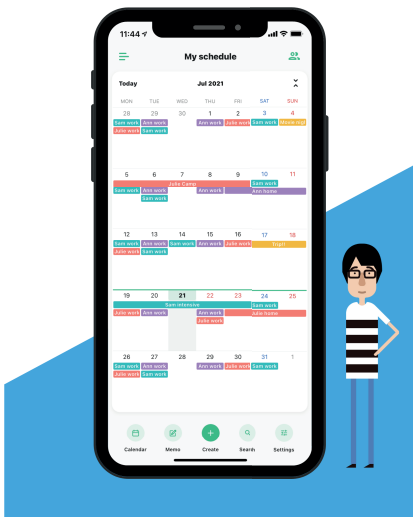 11:44
My schedule
Today Jul 2021
MON TUE WED THU FRI SAT SUN
28 29 30 1 2 3 4
Sam work Ann work Ann work Julie work Sam work Movie nigh
Julie work Sam work
5 6 7 8 9 10 11
Julie Camp Sam work
Sam work Ann work Ann work Ann home
Sam work
12 13 14 15 16 17 18
Sam work Ann work Sam work Ann work Julie work Trip!!
Julie work Sam work
19 20 21 22 23 24 25
Sam intensive Sam work
Julie work Ann work Ann work Julie home
Julie work
26 27 28 29 30 31 1
Sam work Ann work Ann work Julie work Sam work
Julie work Sam work
Calendar Memo Create Search Settings